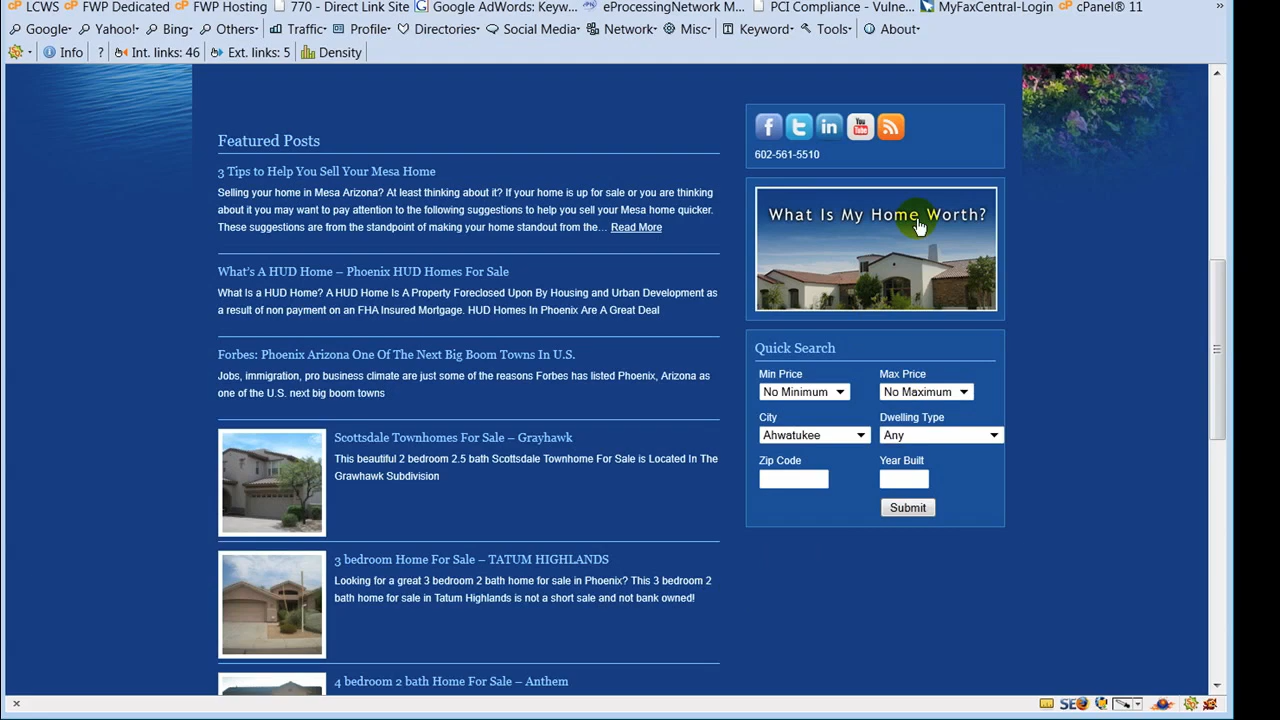 LCWS FWP Dedicated FWP Hosting 770 - Direct Link Site Google AdWords: Keyw... eProcessingNetwork M... PCI Compliance - Vulne... MyFaxCentral-Login cPanel® 11 »
Google Yahoo! Bing Others Traffic Profile Directories Social Media Network Misc Keyword Tools About
Info ? Int. links: 46 Ext. links: 5 Density
Featured Posts
3 Tips to Help You Sell Your Mesa Home
Selling your home in Mesa Arizona? At least thinking about it? If your home is up for sale or you are thinking
about it you may want to pay attention to the following suggestions to help you sell your Mesa home quicker.
These suggestions are from the standpoint of making your home standout from the... Read More
What's A HUD Home – Phoenix HUD Homes For Sale
What Is a HUD Home? A HUD Home Is A Property Foreclosed Upon By Housing and Urban Development as
a result of non payment on an FHA Insured Mortgage. HUD Homes In Phoenix Are A Great Deal
Forbes: Phoenix Arizona One Of The Next Big Boom Towns In U.S.
Jobs, immigration, pro business climate are just some of the reasons Forbes has listed Phoenix, Arizona as
one of the U.S. next big boom towns
Scottsdale Townhomes For Sale – Grayhawk
This beautiful 2 bedroom 2.5 bath Scottsdale Townhome For Sale is Located In The
Grawhawk Subdivision
3 bedroom Home For Sale – TATUM HIGHLANDS
Looking for a great 3 bedroom 2 bath home for sale in Phoenix? This 3 bedroom 2
bath home for sale in Tatum Highlands is not a short sale and not bank owned!
4 bedroom 2 bath Home For Sale – Anthem
f t in You Tube
602-561-5510
What Is My Home Worth?
Quick Search
Min Price Max Price
No Minimum No Maximum
City Dwelling Type
Ahwatukee Any
Zip Code Year Built
Submit
SEO